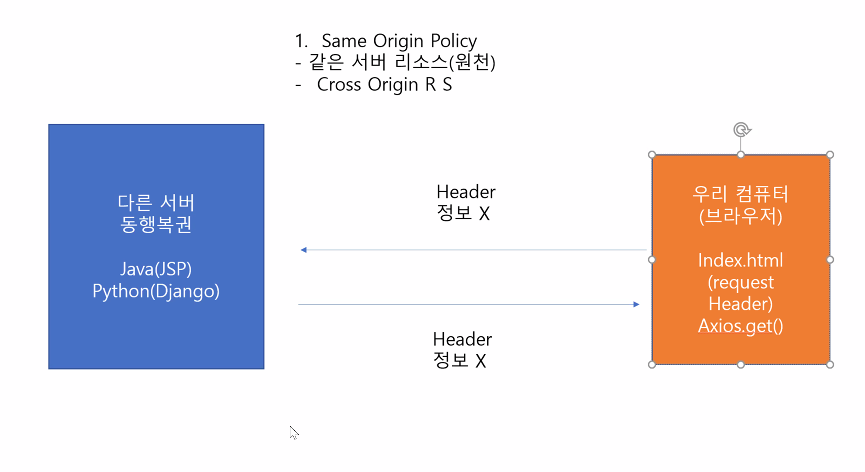 1. Same Origin Policy
- 같은 서버 리소스(원천)
- Cross Origin R S
다른 서버
동행복권
Java(JSP)
Python(Django)
Header
정보 X
Header
정보 X
우리 컴퓨터
(브라우저)
Index.html
(request
Header)
Axios.get()